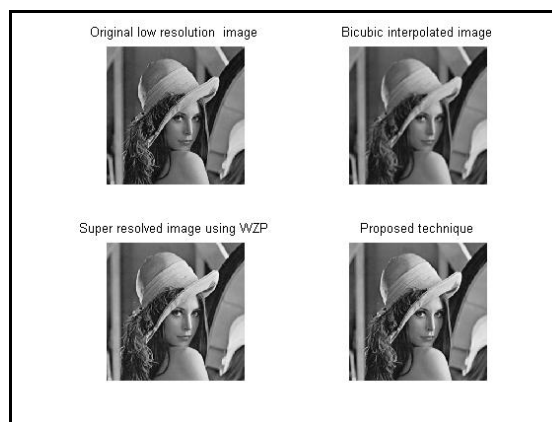 Original low resolution image
Bicubic interpolated image
Super resolved image using WZP
Proposed technique